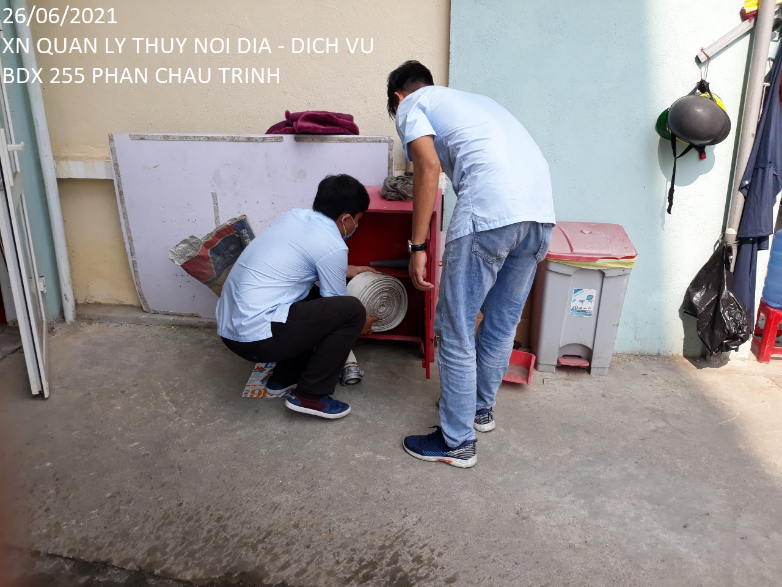 26/06/2021
XN QUAN LY THUY NOI DIA - DICH VU
BDX 255 PHAN CHAU TRINH